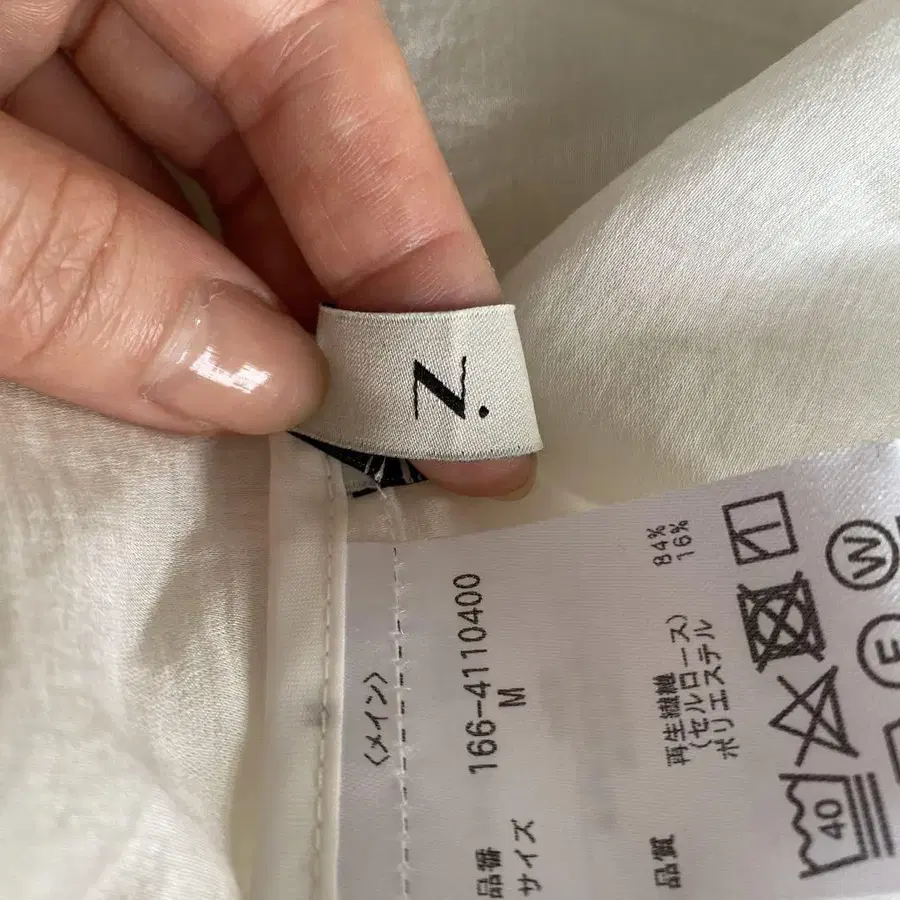 N.
<メイン>
品番 166-4110400
サイズ M
品質 再生繊維 84%
(セルロース)
ポリエステル 16%
40
W
E